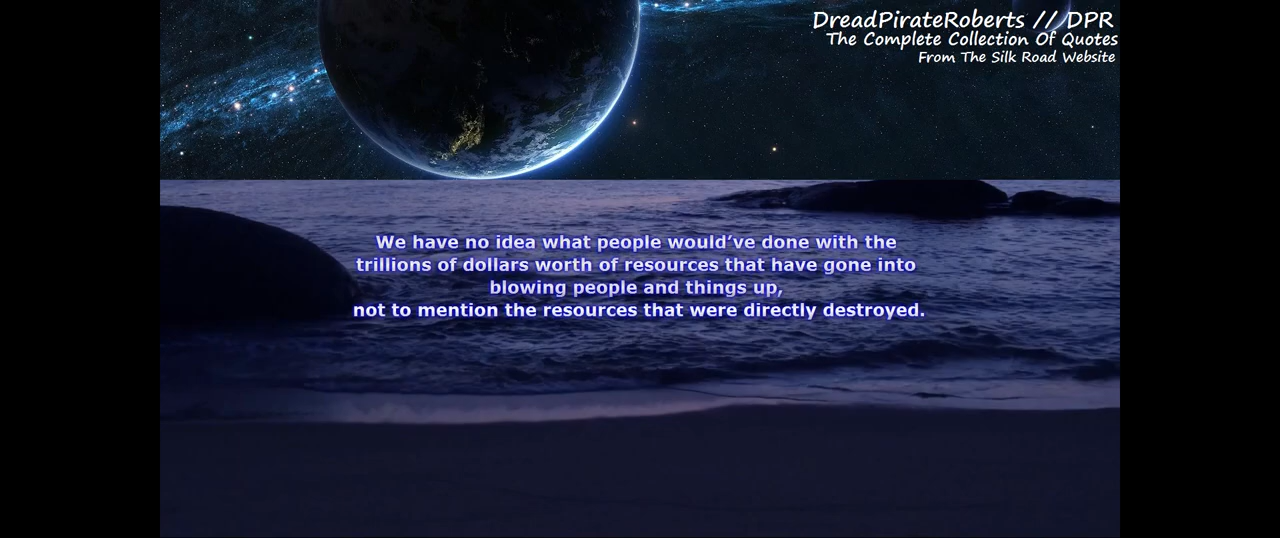 DreadPirateRoberts // DPR
The Complete Collection Of Quotes
From The Silk Road Website
We have no idea what people would’ve done with the
trillions of dollars worth of resources that have gone into
blowing people and things up,
not to mention the resources that were directly destroyed.